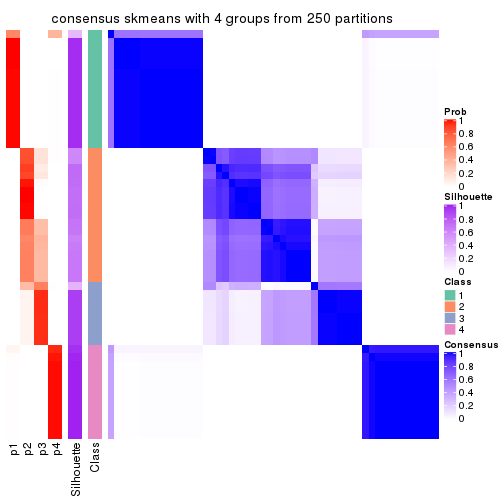 consensus skmeans with 4 groups from 250 partitions
Prob
1
0.8
0.6
0.4
0.2
0
Silhouette
1
0.8
0.6
0.4
0.2
0
Class
1
2
3
4
Consensus
1
0.8
0.6
0.4
0.2
0
p1
p2
p3
p4
Silhouette
Class